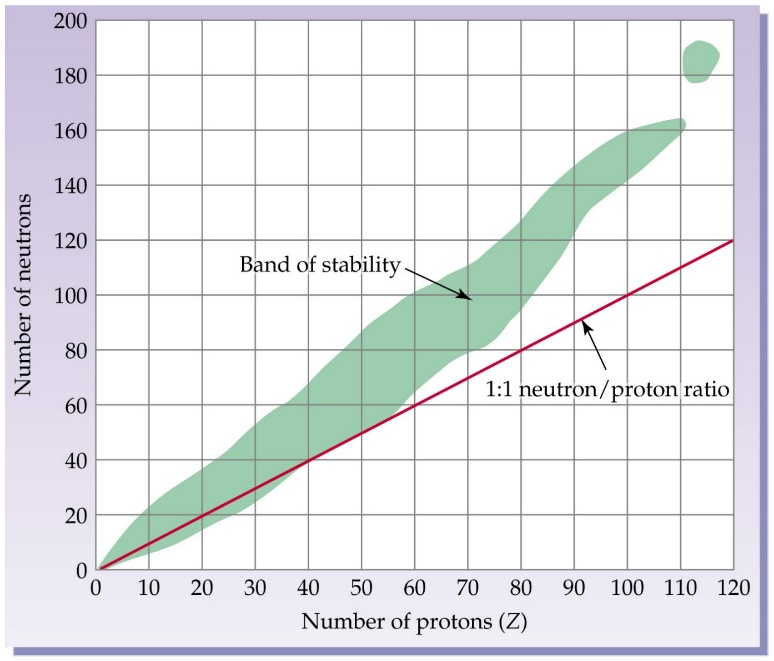 200
180
160
140
120
100
80
60
40
20
0
Number of neutrons
Band of stability
1:1 neutron/proton ratio
0 10 20 30 40 50 60 70 80 90 100 110 120
Number of protons (Z)